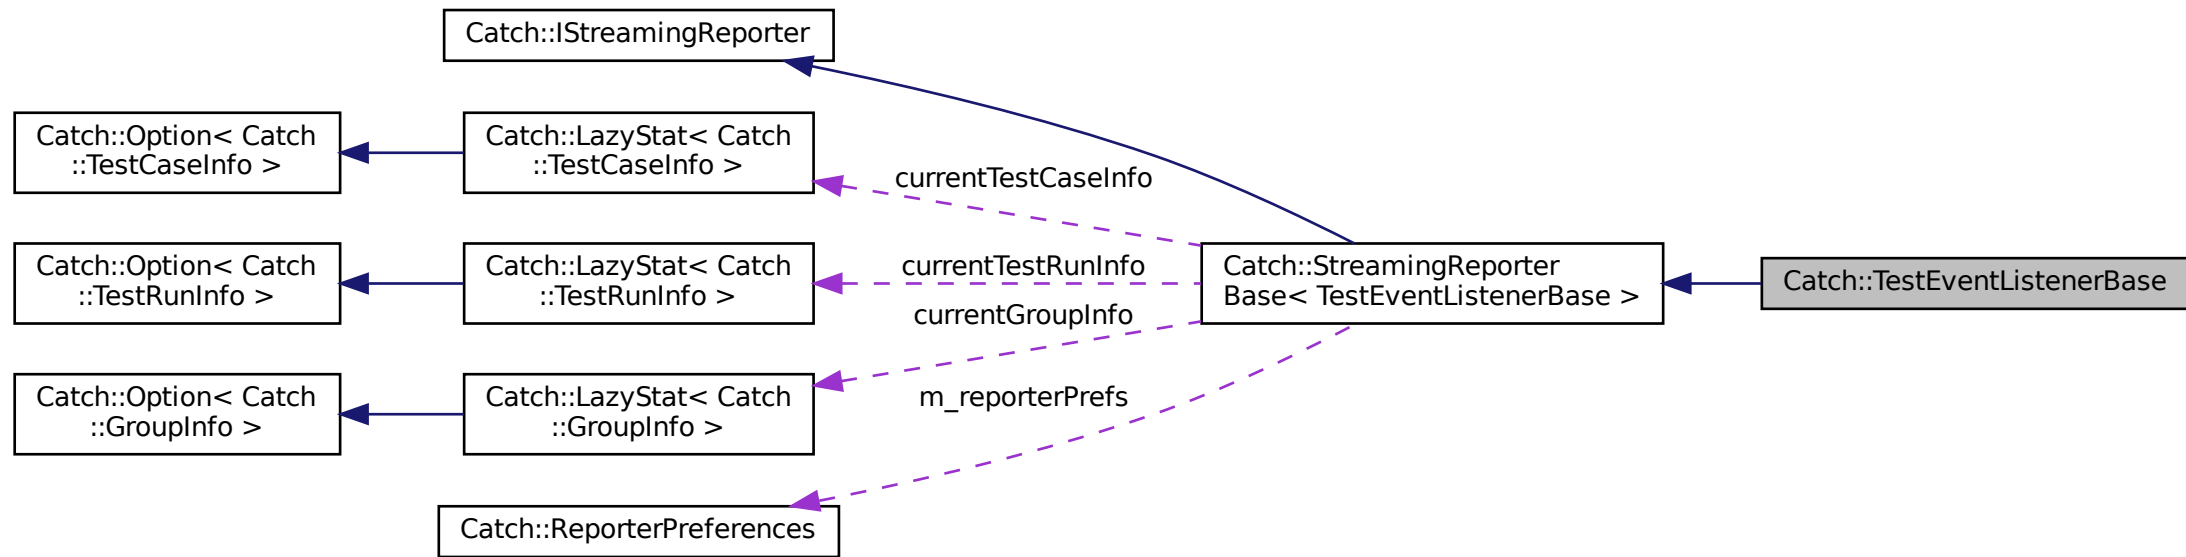 Catch::IStreamingReporter
Catch::Option< Catch
::TestCaseInfo >
Catch::LazyStat< Catch
::TestCaseInfo >
currentTestCaseInfo
Catch::Option< Catch
::TestRunInfo >
Catch::LazyStat< Catch
::TestRunInfo >
currentTestRunInfo
Catch::StreamingReporter
Base< TestEventListenerBase >
Catch::TestEventListenerBase
currentGroupInfo
Catch::Option< Catch
::GroupInfo >
Catch::LazyStat< Catch
::GroupInfo >
m_reporterPrefs
Catch::ReporterPreferences